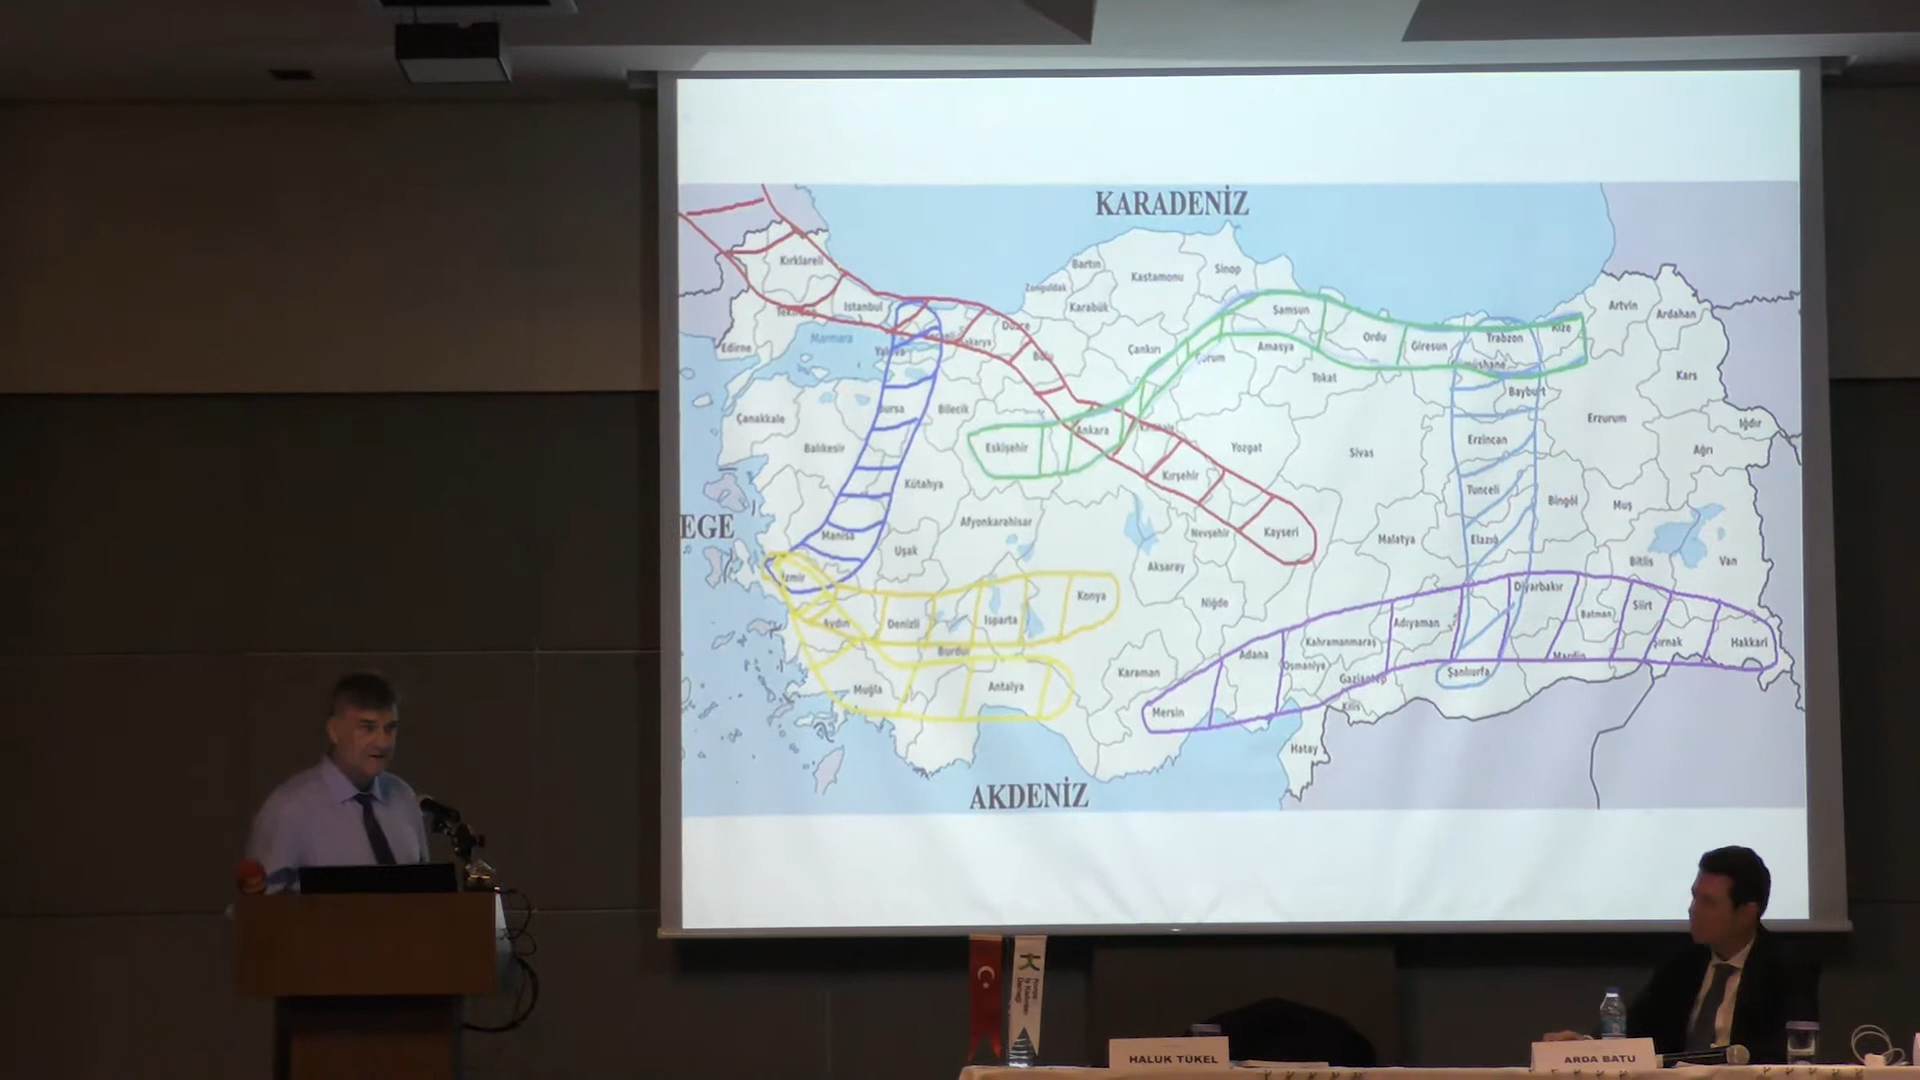 KARADENİZ
Kırklareli
Bartın
Kastamonu
Sinop
Zonguldak
Karabük
İstanbul
Tekirdağ
Samsun
Artvin
Ardahan
Edirne
Marmara
Yalova
Düzce
Bolu
Çankırı
Çorum
Amasya
Ordu
Giresun
Trabzon
Rize
Tokat
Gümüşhane
Bayburt
Kars
Çanakkale
Bursa
Bilecik
Balıkesir
Eskişehir
Ankara
Kırıkkale
Yozgat
Sivas
Erzincan
Erzurum
Iğdır
Ağrı
Kütahya
Kırşehir
Tunceli
Bingöl
Muş
EGE
Manisa
Uşak
Afyonkarahisar
Nevşehir
Kayseri
Malatya
Elazığ
Bitlis
Van
İzmir
Aksaray
Niğde
Konya
Aydın
Denizli
Isparta
Burdur
Diyarbakır
Batman
Siirt
Adıyaman
Kahramanmaraş
Şırnak
Hakkari
Mardin
Adana
Osmaniye
Gaziantep
Şanlıurfa
Karaman
Muğla
Antalya
Mersin
Kilis
Hatay
AKDENİZ
HALUK TÜKEL
ARDA BATU